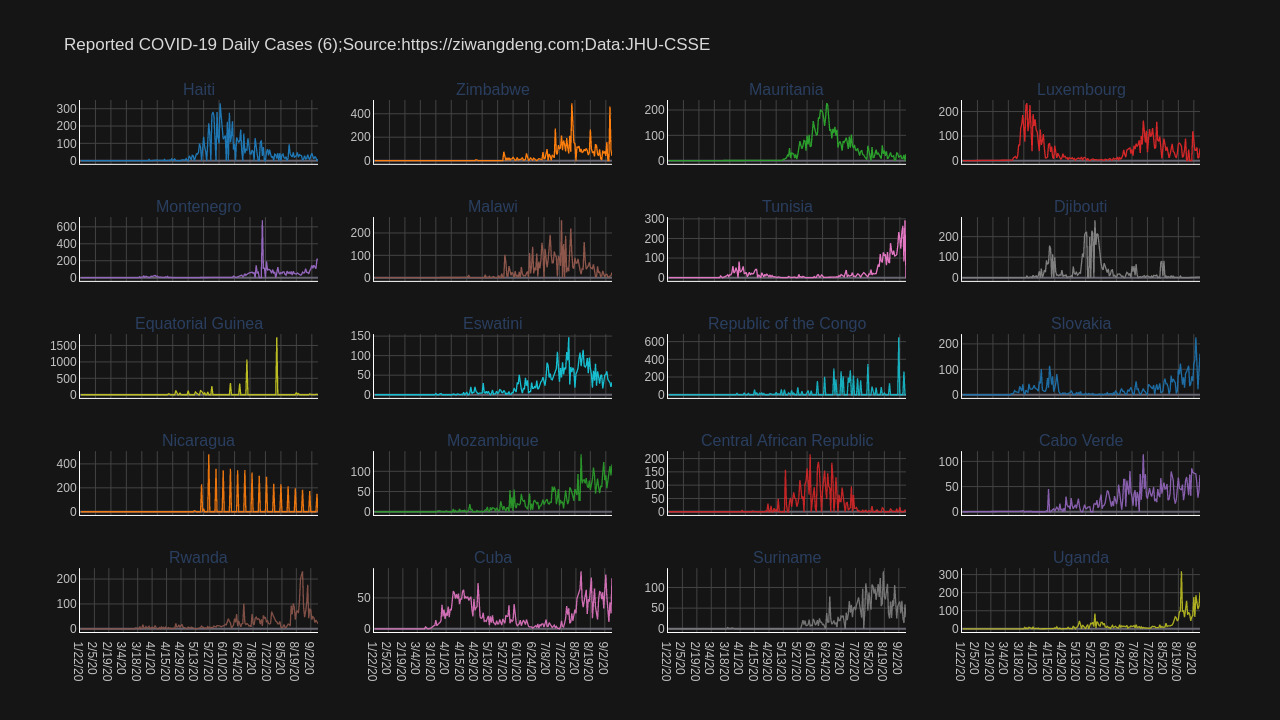 Reported COVID-19 Daily Cases (6);Source:https://ziwangdeng.com;Data:JHU-CSSE
Haiti Zimbabwe Mauritania Luxembourg
300 200 100 0
400 200 0
200 100 0
200 100 0
Montenegro Malawi Tunisia Djibouti
600 400 200 0
200 100 0
300 200 100 0
200 100 0
Equatorial Guinea Eswatini Republic of the Congo Slovakia
1500 1000 500 0
150 100 50 0
600 400 200 0
200 100 0
Nicaragua Mozambique Central African Republic Cabo Verde
400 200 0
100 50 0
200 150 100 50 0
100 50 0
Rwanda Cuba Suriname Uganda
200 100 0
50 0
100 50 0
300 200 100 0
1/22/20 2/5/20 2/19/20 3/4/20 3/18/20 4/1/20 4/15/20 4/29/20 5/13/20 5/27/20 6/10/20 6/24/20 7/8/20 7/22/20 8/5/20 8/19/20 9/2/20
1/22/20 2/5/20 2/19/20 3/4/20 3/18/20 4/1/20 4/15/20 4/29/20 5/13/20 5/27/20 6/10/20 6/24/20 7/8/20 7/22/20 8/5/20 8/19/20 9/2/20
1/22/20 2/5/20 2/19/20 3/4/20 3/18/20 4/1/20 4/15/20 4/29/20 5/13/20 5/27/20 6/10/20 6/24/20 7/8/20 7/22/20 8/5/20 8/19/20 9/2/20
1/22/20 2/5/20 2/19/20 3/4/20 3/18/20 4/1/20 4/15/20 4/29/20 5/13/20 5/27/20 6/10/20 6/24/20 7/8/20 7/22/20 8/5/20 8/19/20 9/2/20